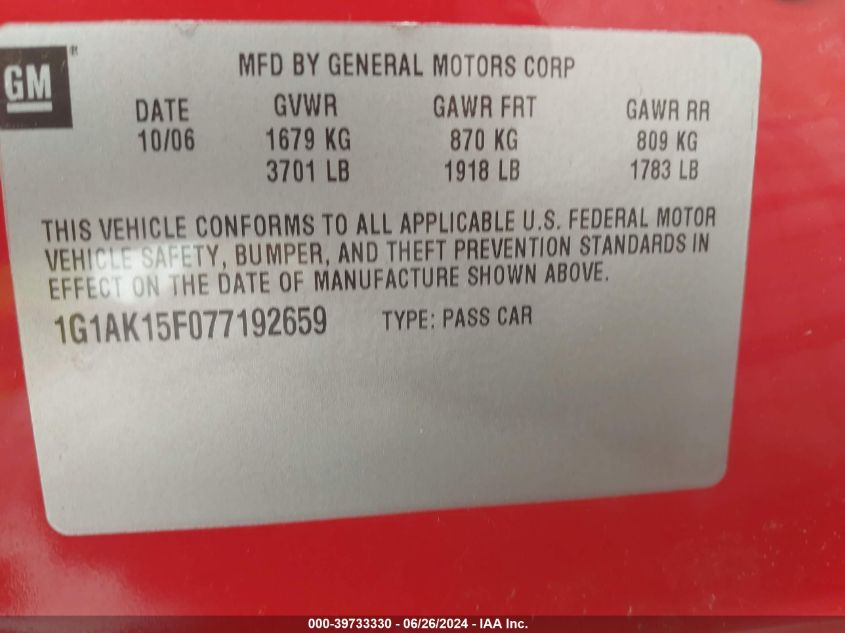 GM®
MFD BY GENERAL MOTORS CORP
DATE GVWR GAWR FRT GAWR RR
10/06 1679 KG 870 KG 809 KG
3701 LB 1918 LB 1783 LB
THIS VEHICLE CONFORMS TO ALL APPLICABLE U.S. FEDERAL MOTOR
VEHICLE SAFETY, BUMPER, AND THEFT PREVENTION STANDARDS IN
EFFECT ON THE DATE OF MANUFACTURE SHOWN ABOVE.
1G1AK15F077192659 TYPE: PASS CAR
000-39733330 - 06/26/2024 - IAA Inc.